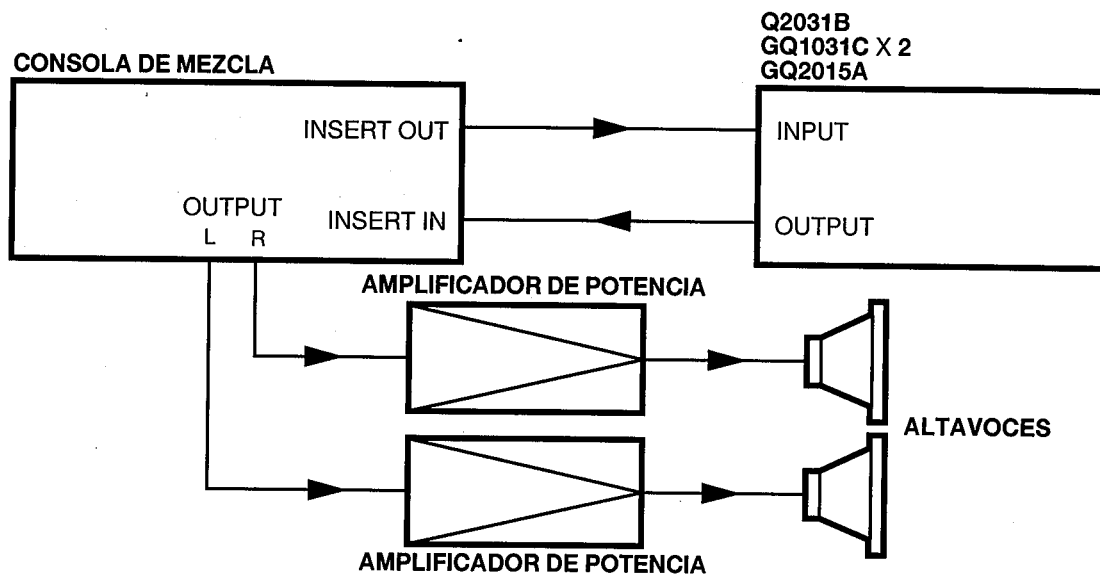 Q2031B
GQ1031C X 2
GQ2015A
CONSOLA DE MEZCLA
INSERT OUT
INPUT
OUTPUT
L R
INSERT IN
OUTPUT
AMPLIFICADOR DE POTENCIA
ALTAVOCES
AMPLIFICADOR DE POTENCIA